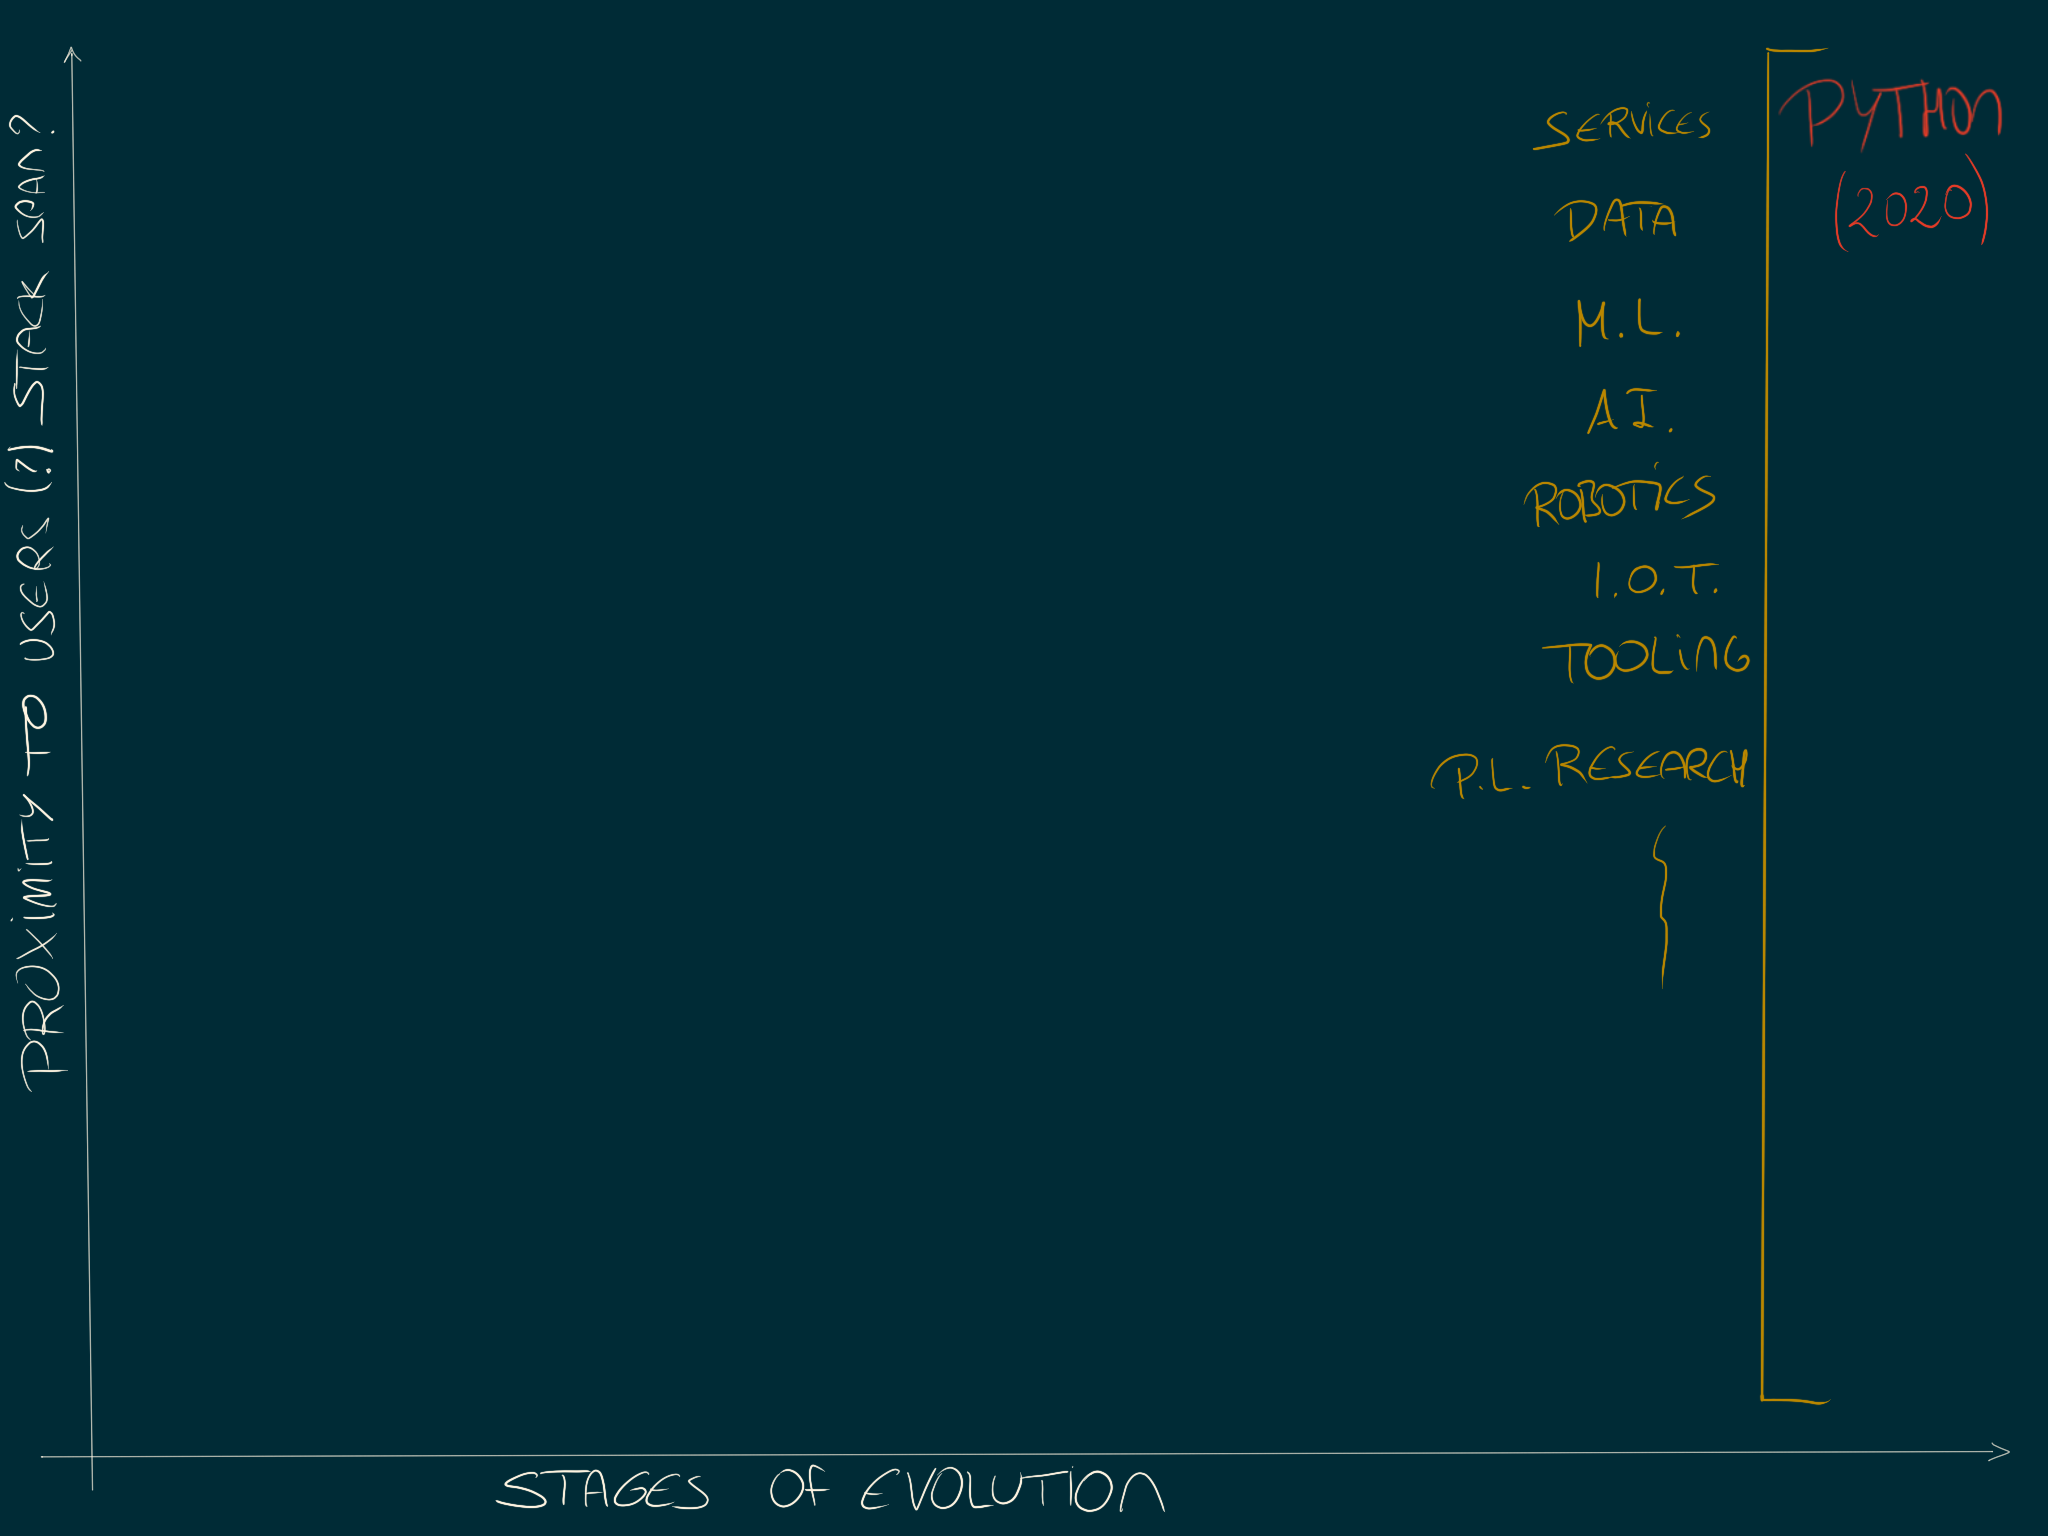 PROXIMITY TO USERS (?) STACK SPAN?
SERVICES
DATA
M.L.
A.I.
ROBOTICS
I.O.T.
TOOLING
P.L. RESEARCH
PYTHON
(2020)
STAGES OF EVOLUTION